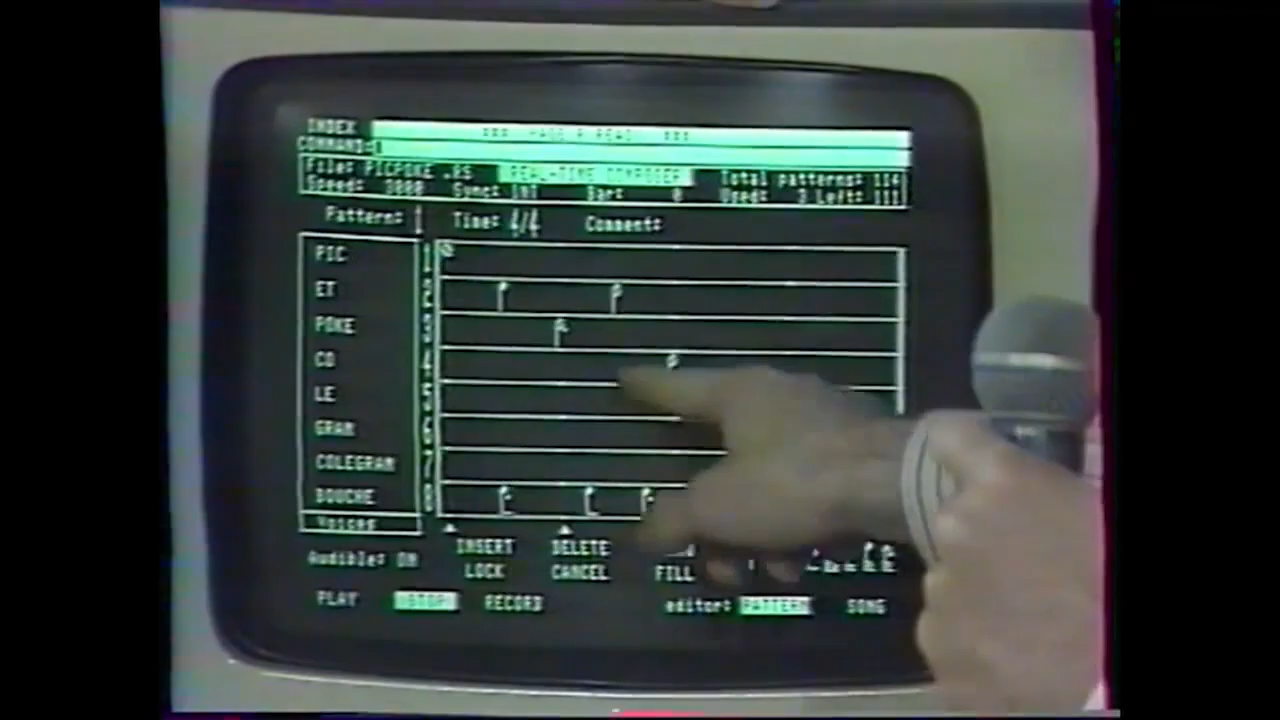 INDEX
COMMAND:
File: PICPOKE .RS REAL-TIME COMPOSER Total patterns: 114
Speed: Sync: INT Bar: 0 Used: 3 Left: 111
Pattern: 1 Time: 4/4 Comment:
PIC 1
ET 2
POKE 3
CO 4
LE 5
GRAM 6
COLEGRAM 7
BOUCHE 8
Voices
Audible: ON INSERT DELETE
LOCK CANCEL FILL
PLAY STOP RECORD editor: PATTERN SONG